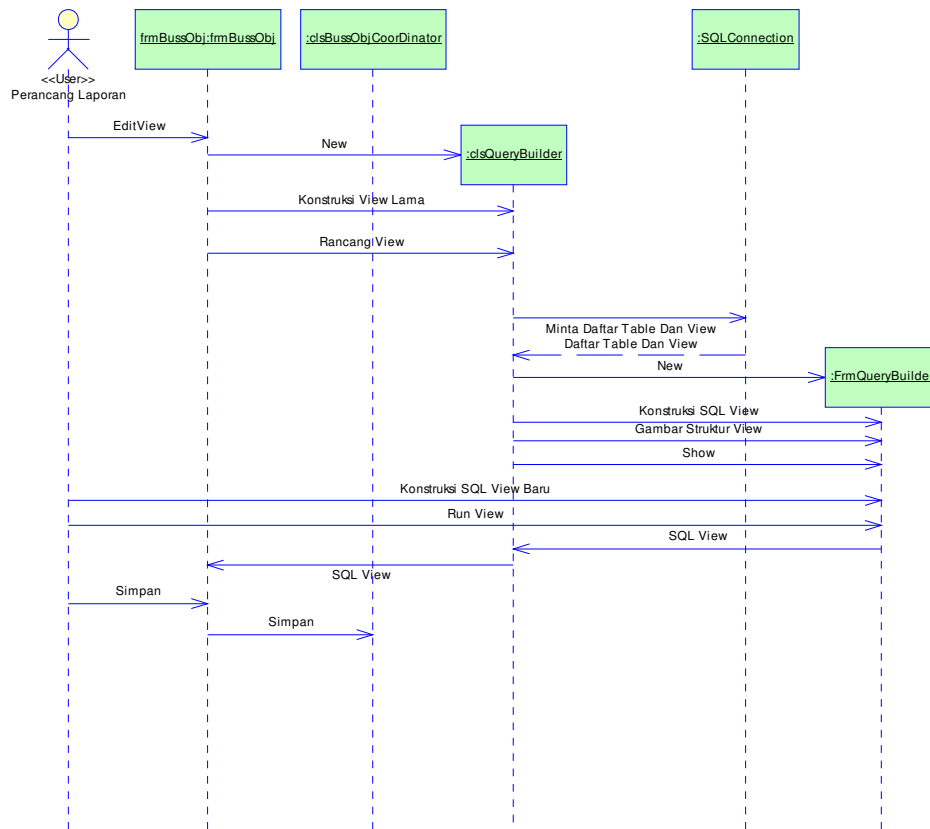 frmBussObj:frmBussObj
:clsBussObjCoorDinator
:SQLConnection
<<User>>
Perancang Laporan
EditView
New
:clsQueryBuilder
Konstruksi View Lama
Rancang View
Minta Daftar Table Dan View
Daftar Table Dan View
New
:FrmQueryBuilde
Konstruksi SQL View
Gambar Struktur View
Show
Konstruksi SQL View Baru
Run View
SQL View
SQL View
Simpan
Simpan